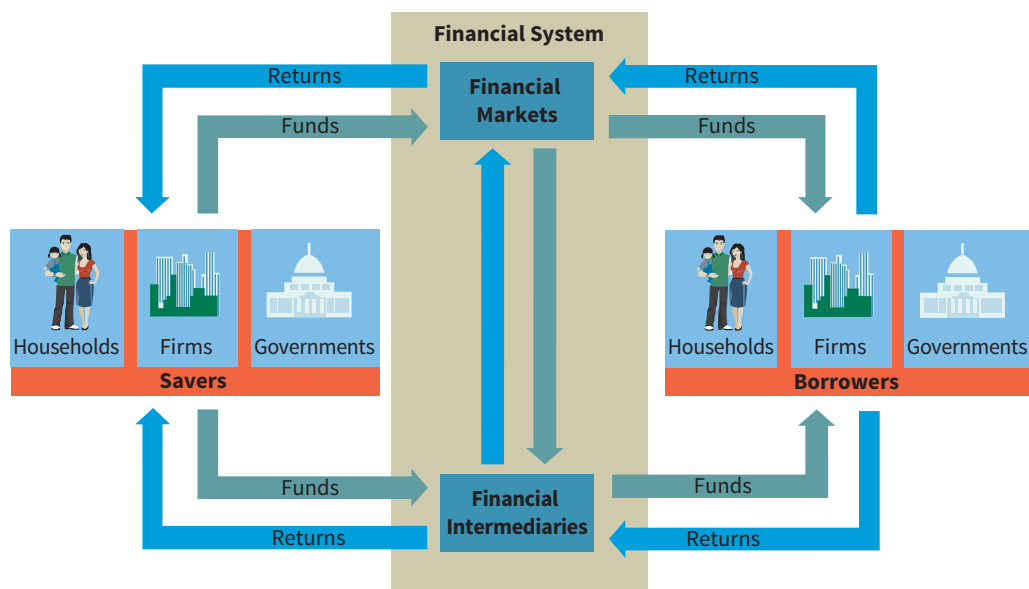 Financial System
Returns
Financial
Markets
Returns
Funds
Funds
Households
Firms
Governments
Savers
Households
Firms
Governments
Borrowers
Funds
Financial
Intermediaries
Funds
Returns
Returns